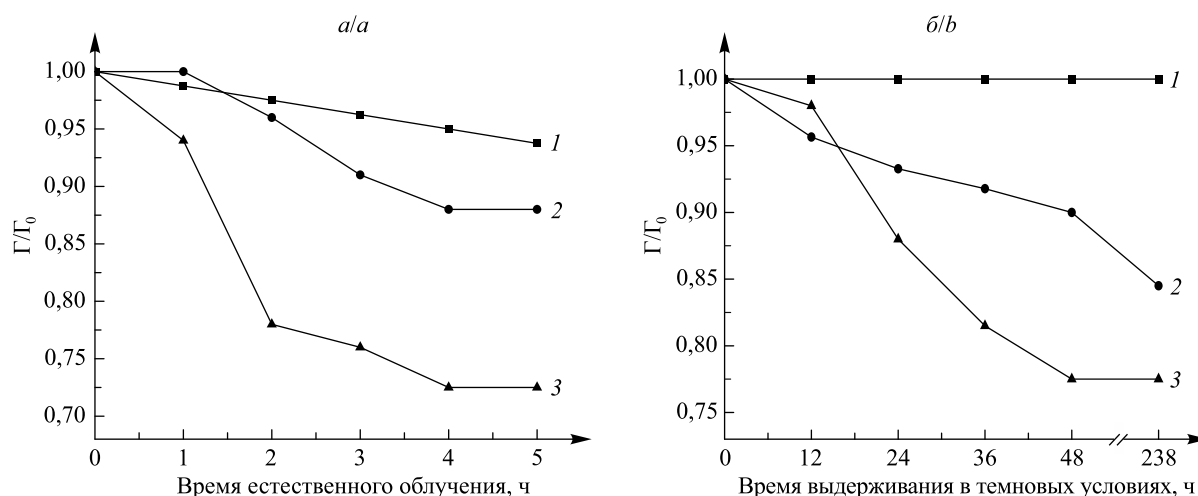 а/a
1,00
0,95
0,90
0,85
0,80
0,75
0,70
Г/Г0
1
2
3
0 1 2 3 4 5
Время естественного облучения, ч
б/b
1,00
0,95
0,90
0,85
0,80
0,75
Г/Г0
1
2
3
0 12 24 36 48 238
Время выдерживания в темновых условиях, ч